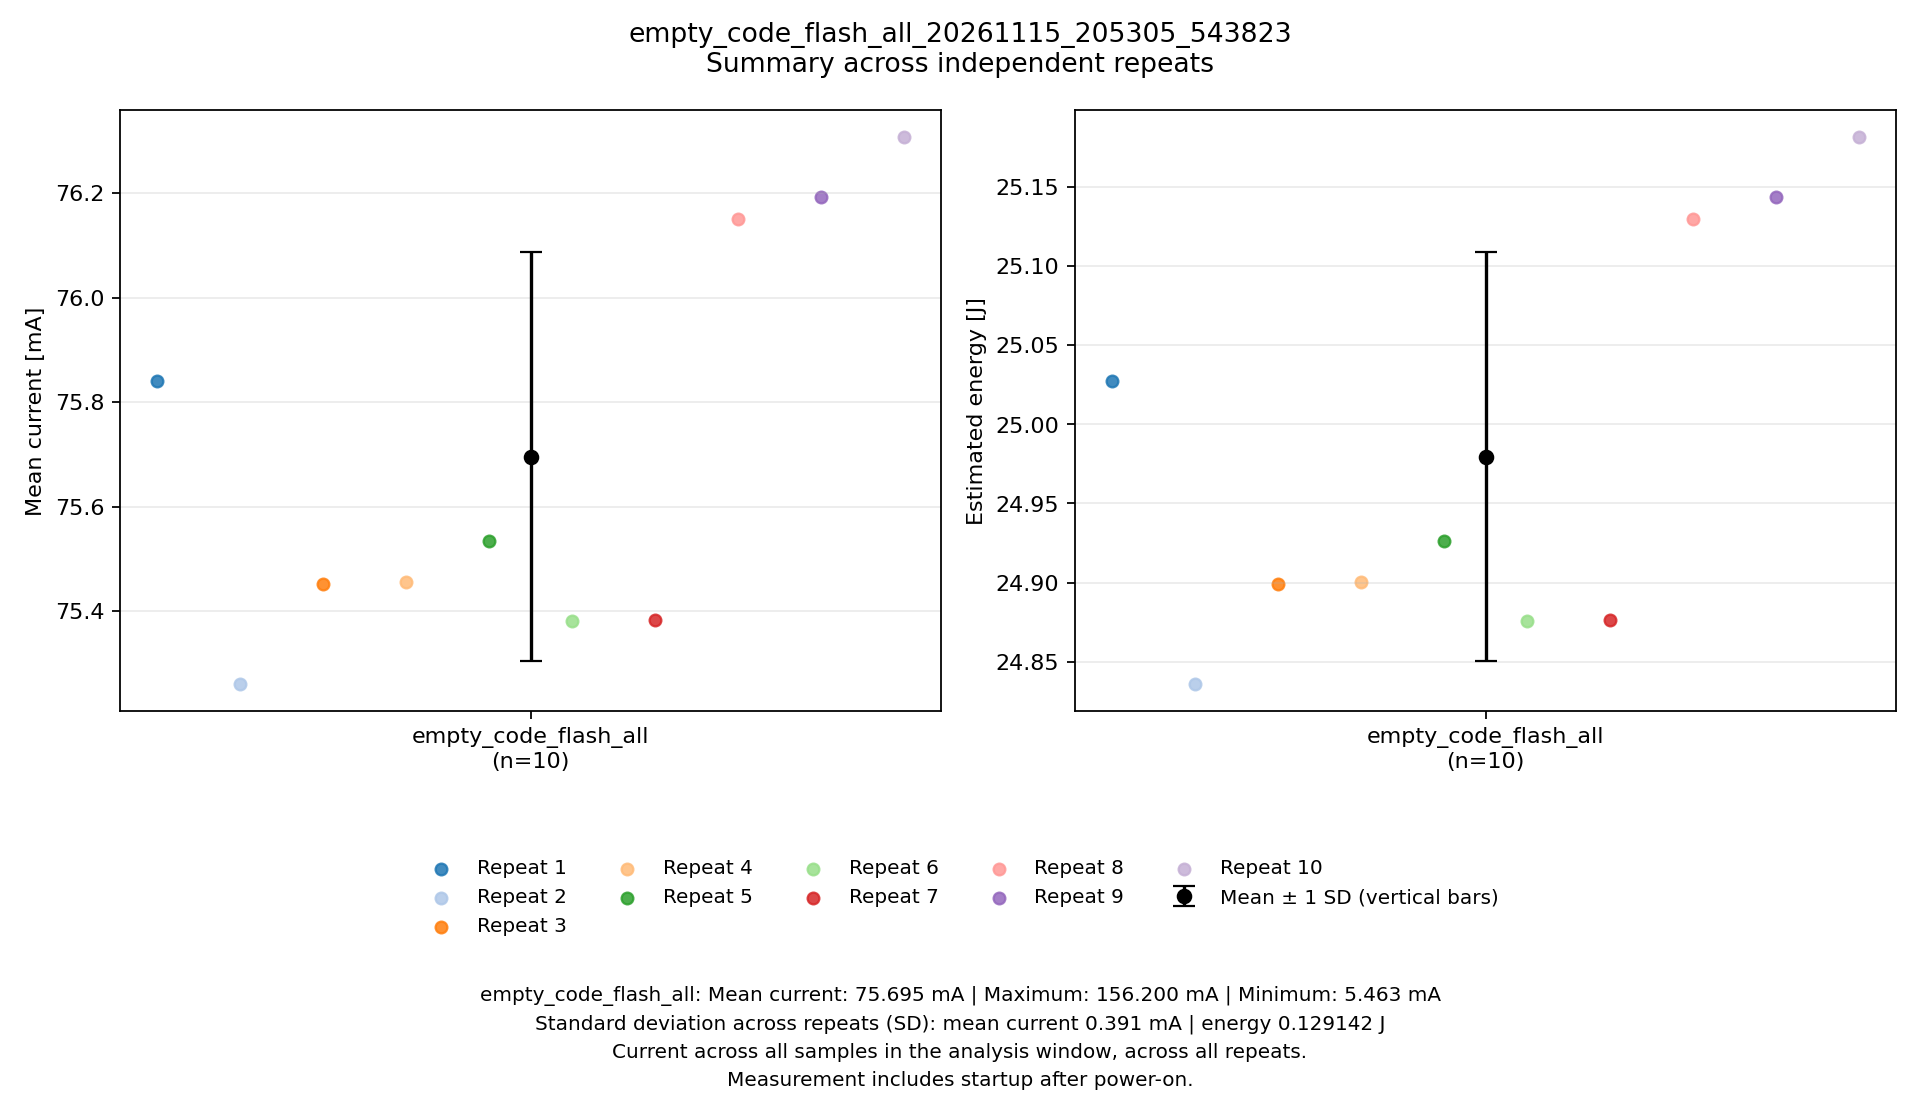 empty_code_flash_all_20261115_205305_543823
Summary across independent repeats
Mean current [mA]
76.2
76.0
75.8
75.6
75.4
empty_code_flash_all
(n=10)
Estimated energy [J]
25.15
25.10
25.05
25.00
24.95
24.90
24.85
empty_code_flash_all
(n=10)
Repeat 1
Repeat 2
Repeat 3
Repeat 4
Repeat 5
Repeat 6
Repeat 7
Repeat 8
Repeat 9
Repeat 10
Mean ± 1 SD (vertical bars)
empty_code_flash_all: Mean current: 75.695 mA | Maximum: 156.200 mA | Minimum: 5.463 mA
Standard deviation across repeats (SD): mean current 0.391 mA | energy 0.129142 J
Current across all samples in the analysis window, across all repeats.
Measurement includes startup after power-on.